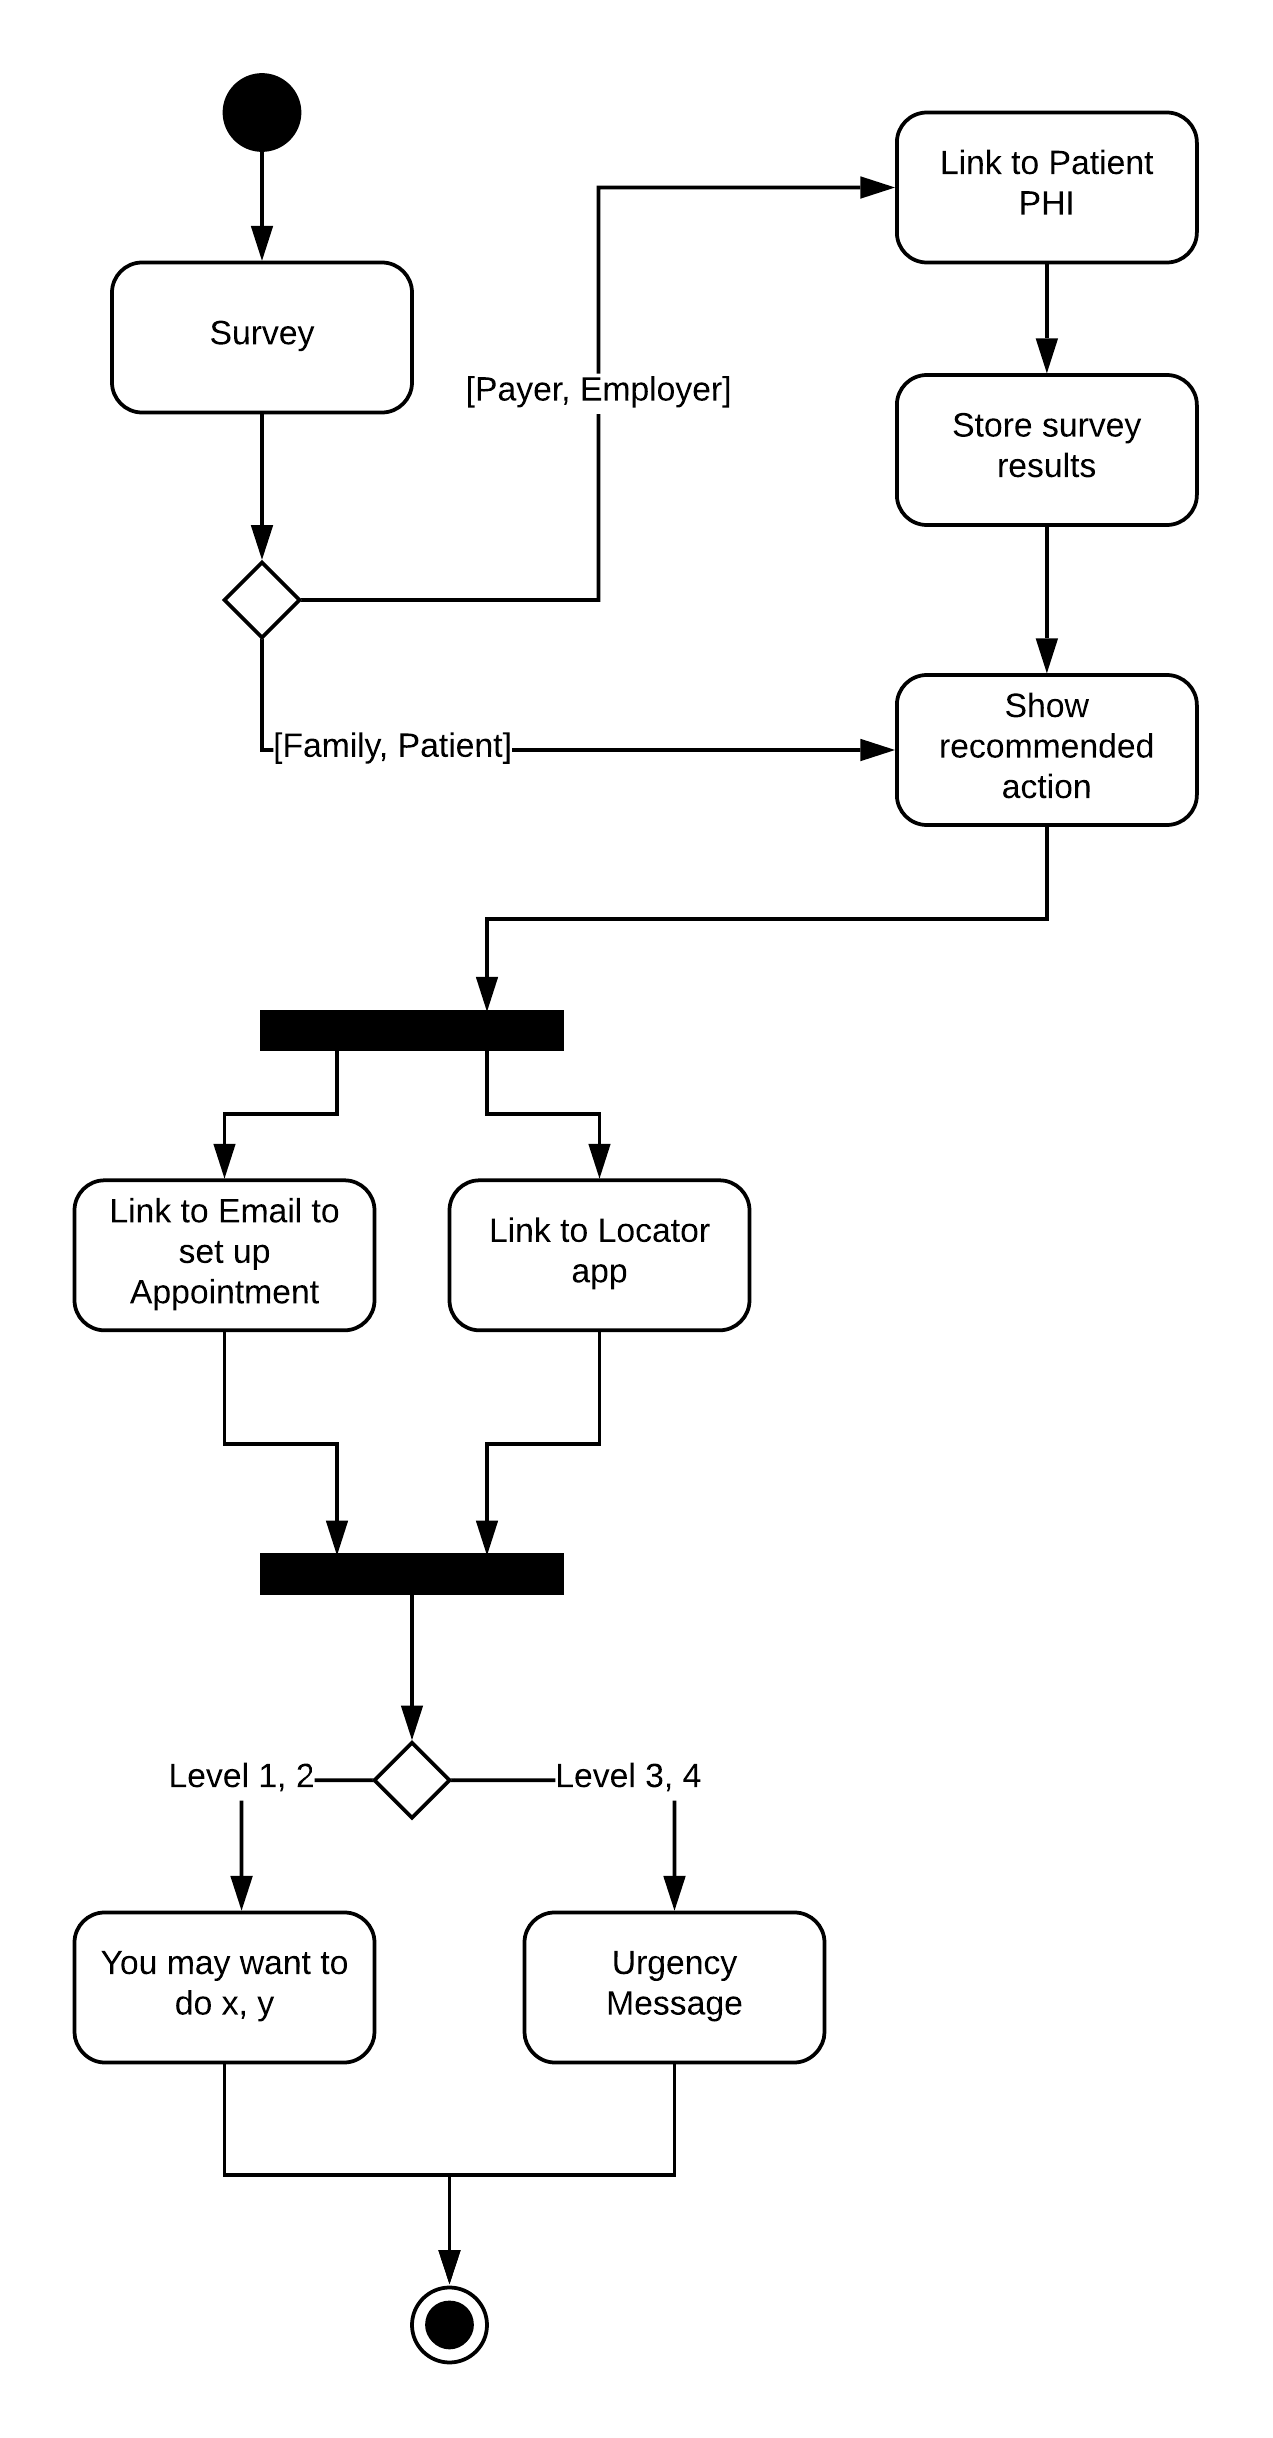 Link to Patient
PHI
Survey
[Payer, Employer]
Store survey
results
[Family, Patient]
Show
recommended
action
Link to Email to
set up
Appointment
Link to Locator
app
Level 1, 2
Level 3, 4
You may want to
do x, y
Urgency
Message